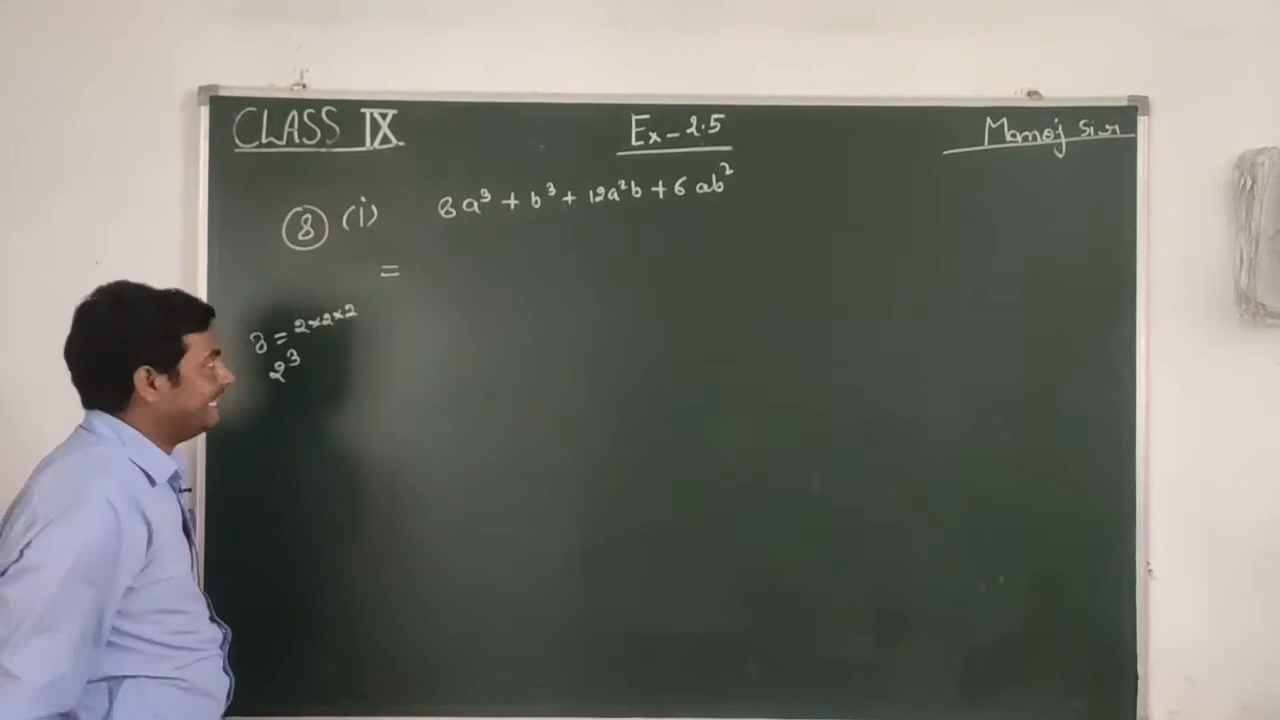 CLASS IX
Ex-2.5
Manoj Sir
8 (i) 8a³ + b³ + 12a²b + 6ab²
=
8 = 2×2×2
2³